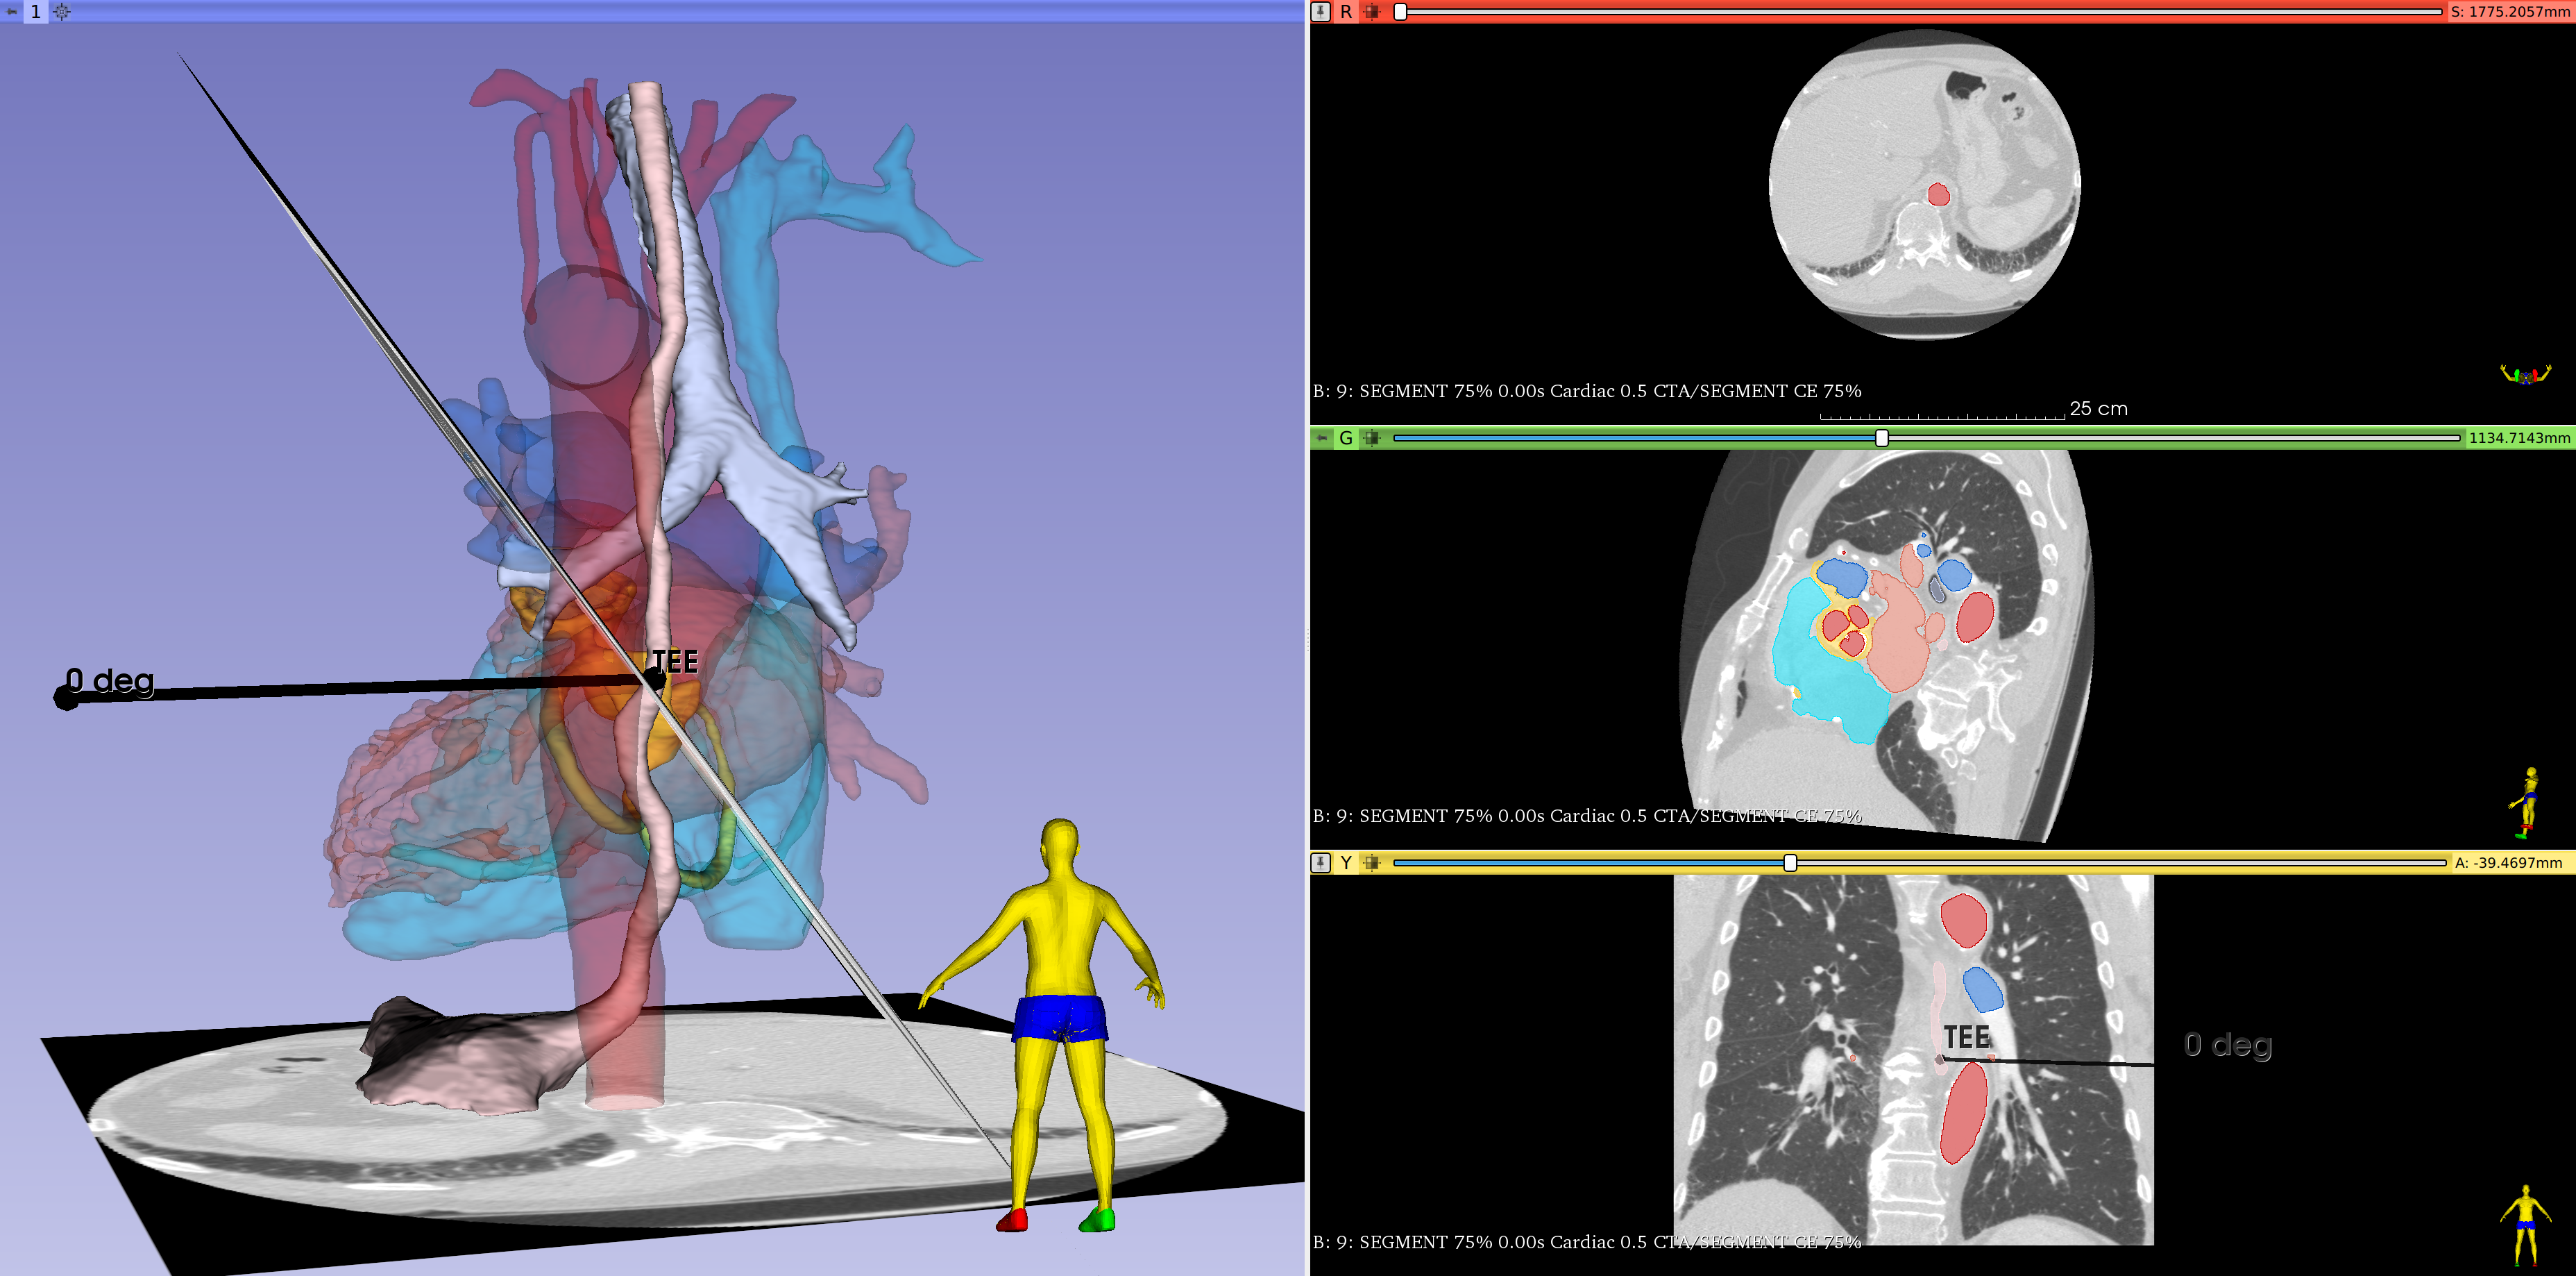 1
0 deg
TEE
R
S: 1775.2057mm
B: 9: SEGMENT 75% 0.00s Cardiac 0.5 CTA/SEGMENT CE 75%
25 cm
G
1134.7143mm
B: 9: SEGMENT 75% 0.00s Cardiac 0.5 CTA/SEGMENT CE 75%
Y
A: -39.4697mm
TEE
0 deg
B: 9: SEGMENT 75% 0.00s Cardiac 0.5 CTA/SEGMENT CE 75%